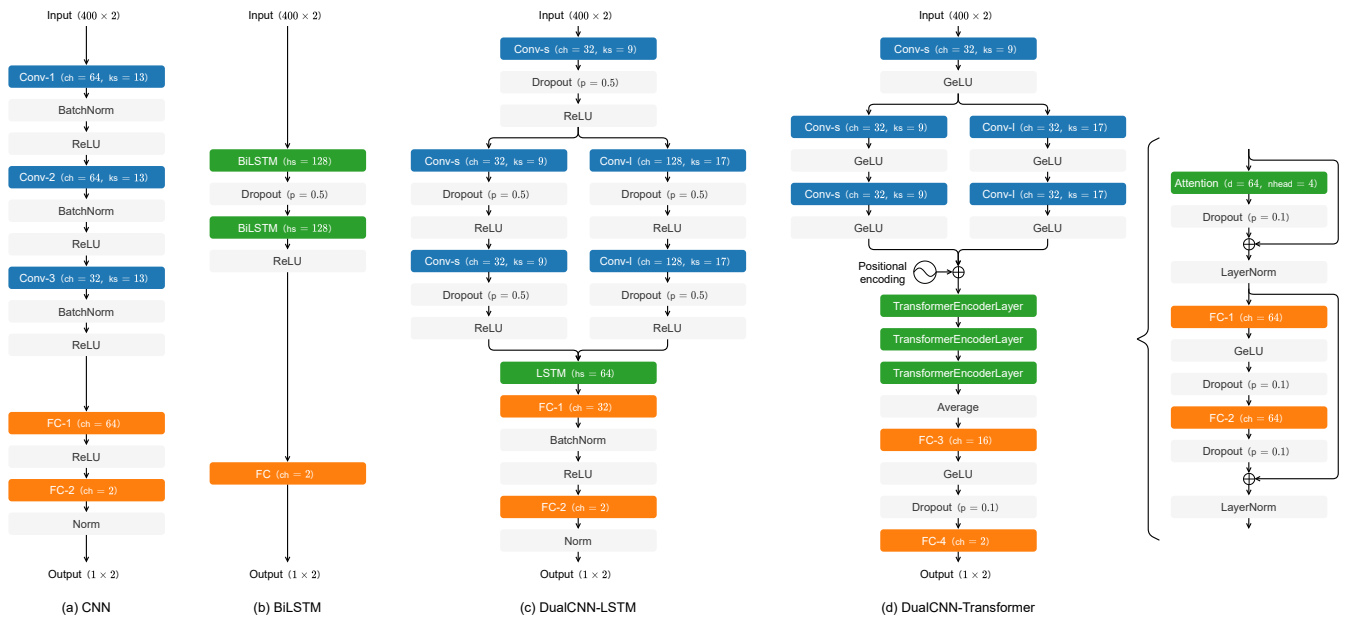 Input (400 × 2)
Conv-1 (ch = 64, ks = 13)
BatchNorm
ReLU
Conv-2 (ch = 64, ks = 13)
BatchNorm
ReLU
Conv-3 (ch = 32, ks = 13)
BatchNorm
ReLU
FC-1 (ch = 64)
ReLU
FC-2 (ch = 2)
Norm
Output (1 × 2)
(a) CNN
Input (400 × 2)
BiLSTM (hs = 128)
Dropout (p = 0.5)
BiLSTM (hs = 128)
ReLU
FC (ch = 2)
Output (1 × 2)
(b) BiLSTM
Input (400 × 2)
Conv-s (ch = 32, ks = 9)
Dropout (p = 0.5)
ReLU
Conv-s (ch = 32, ks = 9)
Dropout (p = 0.5)
ReLU
Conv-s (ch = 32, ks = 9)
Dropout (p = 0.5)
ReLU
Conv-l (ch = 128, ks = 17)
Dropout (p = 0.5)
ReLU
Conv-l (ch = 128, ks = 17)
Dropout (p = 0.5)
ReLU
LSTM (hs = 64)
FC-1 (ch = 32)
BatchNorm
ReLU
FC-2 (ch = 2)
Norm
Output (1 × 2)
(c) DualCNN-LSTM
Input (400 × 2)
Conv-s (ch = 32, ks = 9)
GeLU
Conv-s (ch = 32, ks = 9)
GeLU
Conv-s (ch = 32, ks = 9)
GeLU
Conv-l (ch = 32, ks = 17)
GeLU
Conv-l (ch = 32, ks = 17)
GeLU
Positional
encoding
TransformerEncoderLayer
TransformerEncoderLayer
TransformerEncoderLayer
Average
FC-3 (ch = 16)
GeLU
Dropout (p = 0.1)
FC-4 (ch = 2)
Output (1 × 2)
(d) DualCNN-Transformer
Attention (d = 64, nhead = 4)
Dropout (p = 0.1)
LayerNorm
FC-1 (ch = 64)
GeLU
Dropout (p = 0.1)
FC-2 (ch = 64)
Dropout (p = 0.1)
LayerNorm